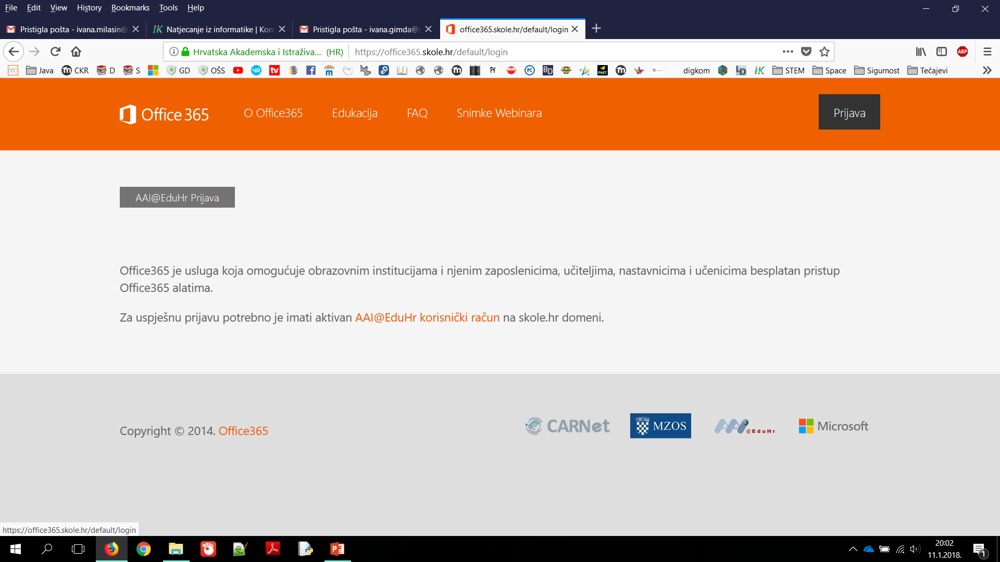 File Edit View History Bookmarks Tools Help
Pristigla pošta - ivana.milasin@
Natjecanje iz informatike | Kon
Pristigla pošta - ivana.gimda@
office365.skole.hr/default/login
Hrvatska Akademska i Istraživa... (HR) https://office365.skole.hr/default/login
ABP
Java CKR D S GD OŠS digkom STEM Space Sigurnost Tečajevi
Office 365 O Office365 Edukacija FAQ Snimke Webinara Prijava
AAI@EduHr Prijava
Office365 je usluga koja omogućuje obrazovnim institucijama i njenim zaposlenicima, učiteljima, nastavnicima i učenicima besplatan pristup
Office365 alatima.
Za uspješnu prijavu potrebno je imati aktivan AAI@EduHr korisnički račun na skole.hr domeni.
Copyright © 2014. Office365
CARNet MZOS AAI @EduHr Microsoft
https://office365.skole.hr/default/login
20:02
11.1.2018.
1